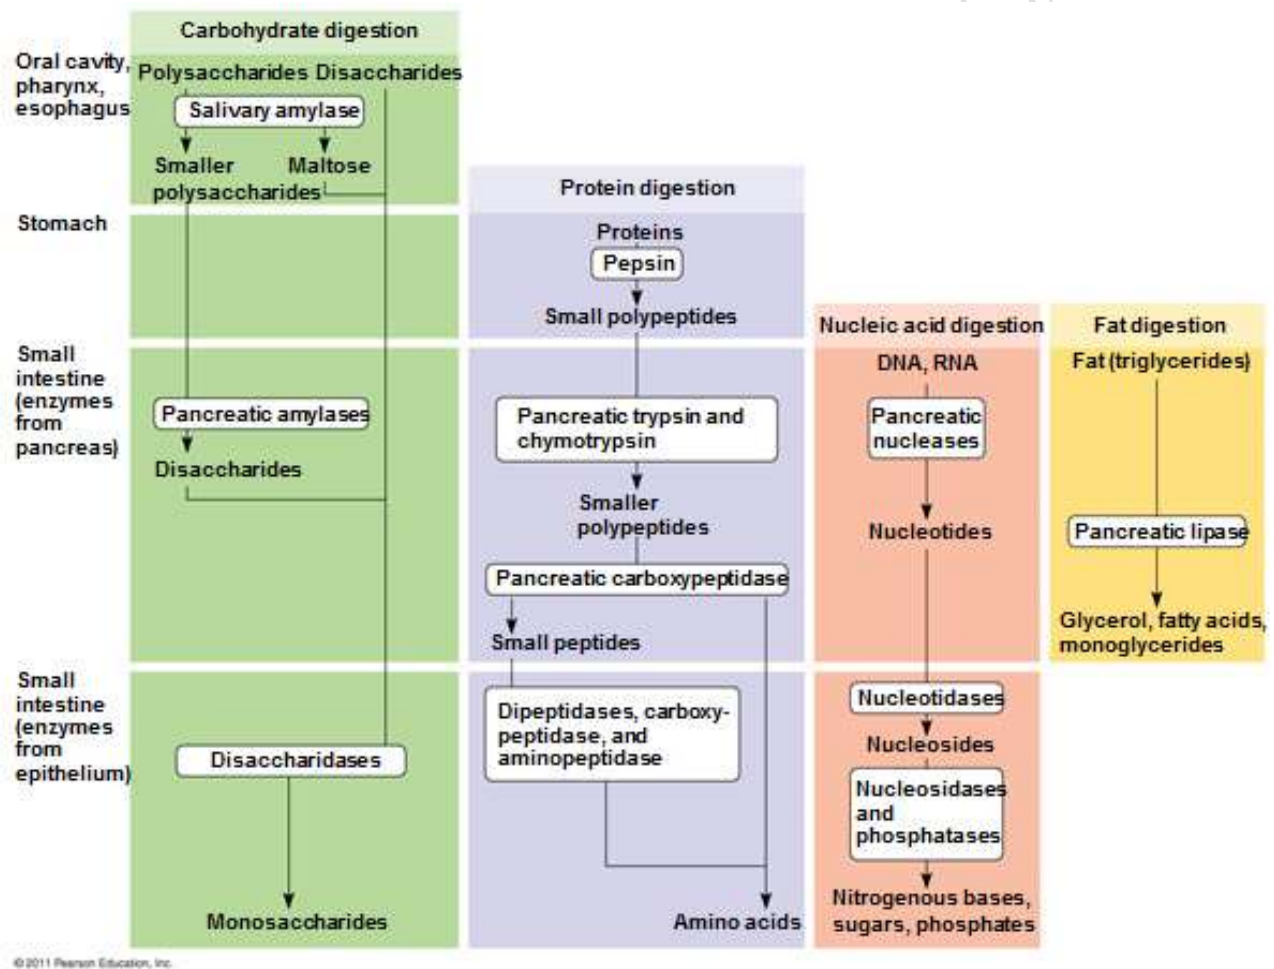 Carbohydrate digestion
Oral cavity,
pharynx,
esophagus
Polysaccharides Disaccharides
Salivary amylase
Smaller
polysaccharides
Maltose
Protein digestion
Stomach
Proteins
Pepsin
Small polypeptides
Nucleic acid digestion
Fat digestion
Small
intestine
(enzymes
from
pancreas)
Pancreatic amylases
Disaccharides
Pancreatic trypsin and
chymotrypsin
Smaller
polypeptides
Pancreatic carboxypeptidase
Small peptides
DNA, RNA
Pancreatic
nucleases
Nucleotides
Fat (triglycerides)
Pancreatic lipase
Glycerol, fatty acids,
monoglycerides
Small
intestine
(enzymes
from
epithelium)
Disaccharidases
Monosaccharides
Dipeptidases, carboxy-
peptidase, and
aminopeptidase
Amino acids
Nucleotidases
Nucleosides
Nucleosidases
and
phosphatases
Nitrogenous bases,
sugars, phosphates
© 2011 Pearson Education, Inc.